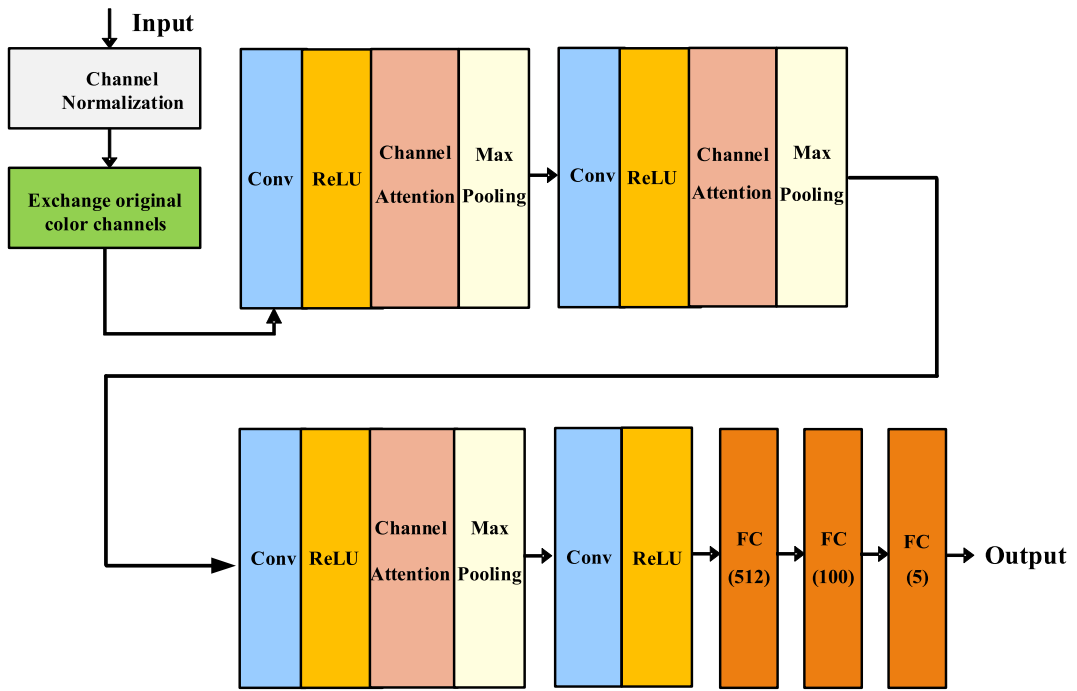 Input
Channel
Normalization
Exchange original
color channels
Conv
ReLU
Channel
Attention
Max
Pooling
Conv
ReLU
Channel
Attention
Max
Pooling
Conv
ReLU
Channel
Attention
Max
Pooling
Conv
ReLU
FC
(512)
FC
(100)
FC
(5)
Output